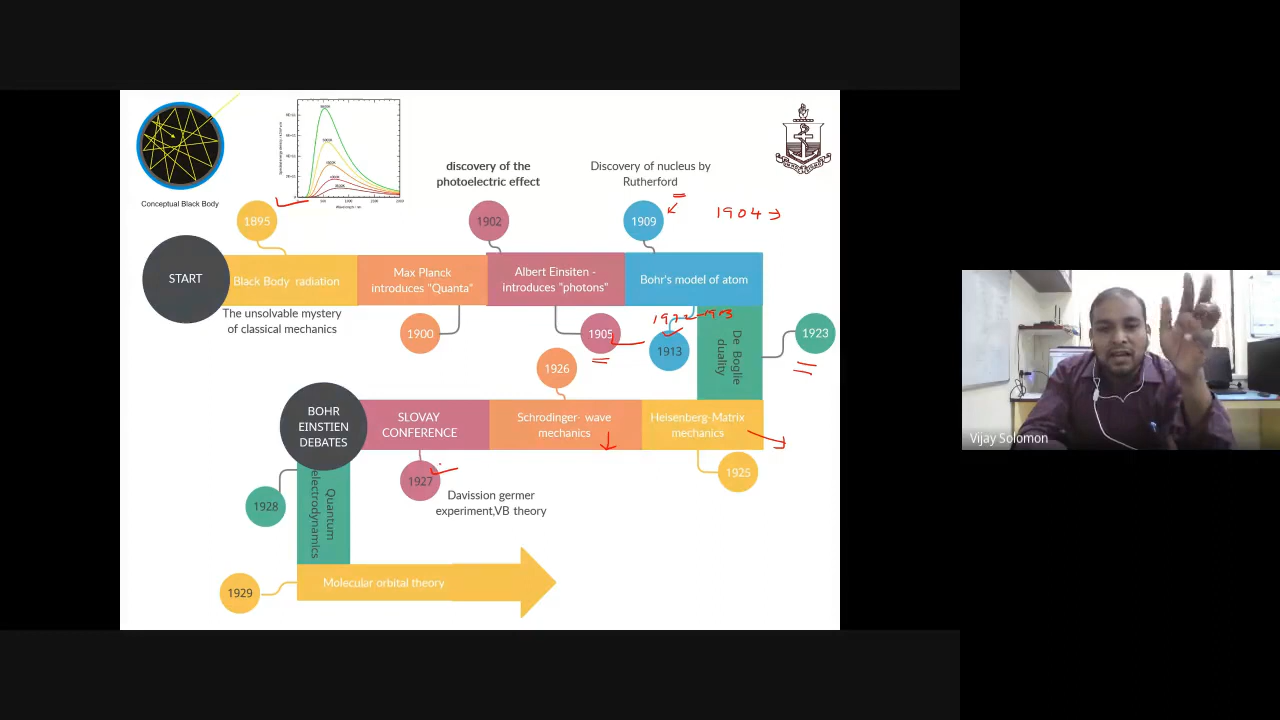 Conceptual Black Body
discovery of the
photoelectric effect
Discovery of nucleus by
Rutherford
1895
1902
1909
1904 →
START
Black Body radiation
Max Planck
introduces "Quanta"
Albert Einsiten -
introduces "photons"
Bohr's model of atom
The unsolvable mystery
of classical mechanics
1900
1905
1913
De Boglie
duality
1923
1926
BOHR
EINSTIEN
DEBATES
SLOVAY
CONFERENCE
Schrodinger- wave
mechanics
Heisenberg-Matrix
mechanics
1927
1925
Davission germer
experiment,VB theory
1928
Quantum
electrodynamics
1929
Molecular orbital theory
Vijay Solomon